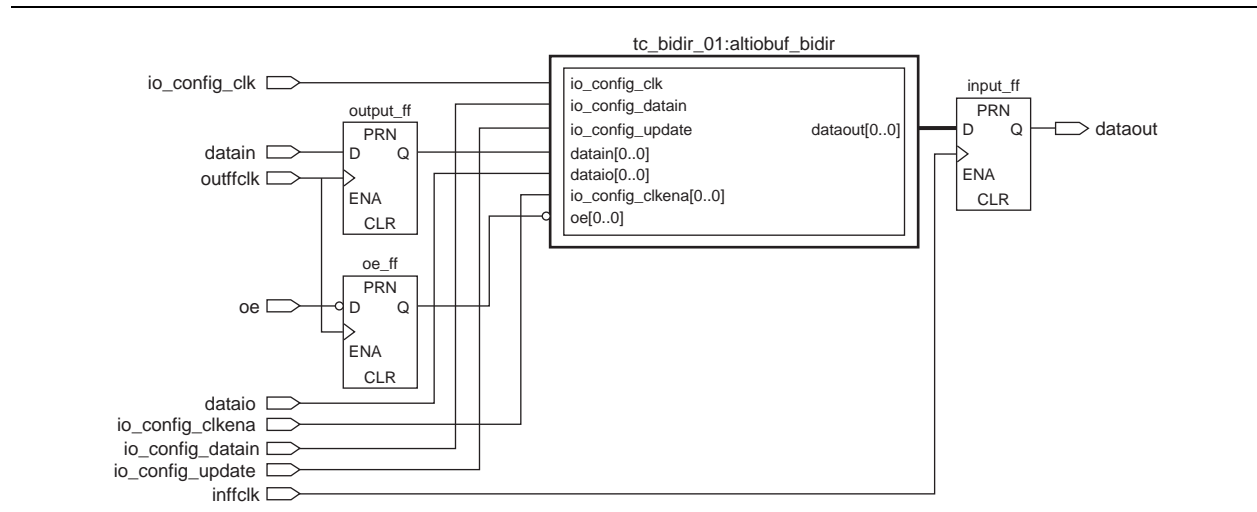 tc_bidir_01:altiobuf_bidir
io_config_clk
io_config_clk
io_config_datain
io_config_update
datain[0..0]
dataio[0..0]
io_config_clkena[0..0]
oe[0..0]
dataout[0..0]
output_ff
PRN
D Q
ENA
CLR
datain
outffclk
input_ff
PRN
D Q
ENA
CLR
dataout
oe_ff
PRN
D Q
ENA
CLR
oe
dataio
io_config_clkena
io_config_datain
io_config_update
inffclk